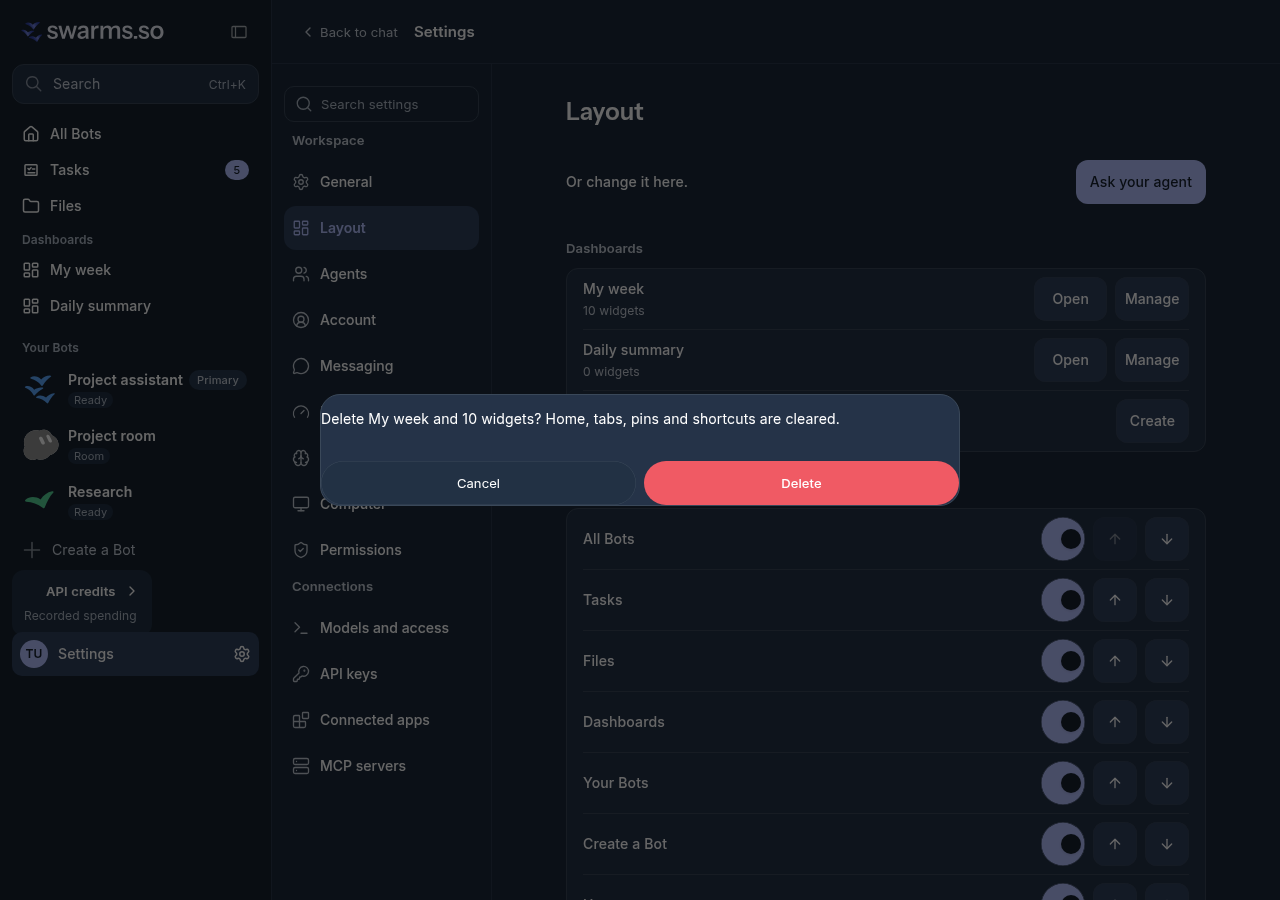 swarms.so
Search Ctrl+K
All Bots
Tasks 5
Files
Dashboards
My week
Daily summary
Your Bots
Project assistant Primary
Ready
Project room
Room
Research
Ready
Create a Bot
API credits
Recorded spending
TU Settings
Back to chat Settings
Search settings
Workspace
General
Layout
Agents
Account
Messaging
Computer
Permissions
Connections
Models and access
API keys
Connected apps
MCP servers
Layout
Or change it here. Ask your agent
Dashboards
My week
10 widgets
Open Manage
Daily summary
0 widgets
Open Manage
Create
Delete My week and 10 widgets? Home, tabs, pins and shortcuts are cleared.
Cancel Delete
All Bots
Tasks
Files
Dashboards
Your Bots
Create a Bot